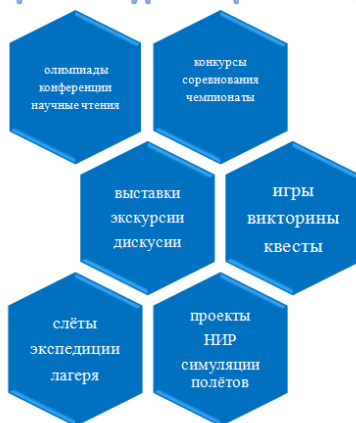 олимпиады
конференции
научные чтения
конкурсы
соревнования
чемпионаты
выставки
экскурсии
дискусии
игры
викторины
квесты
слёты
экспедиции
лагеря
проекты
НИР
симуляции
полётов